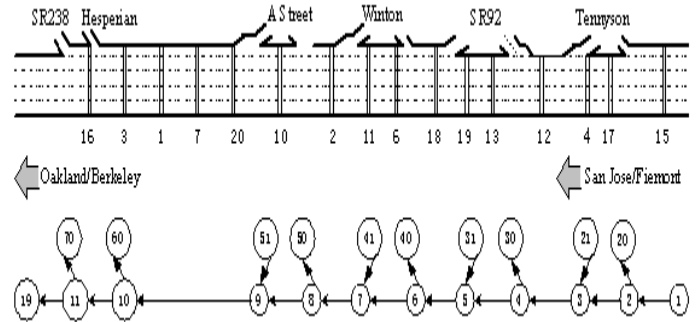 SR238 Hesperian A Street Winton SR92 Tennyson
16 3 1 7 20 10 2 11 6 18 19 13 12 4 17 15
Oakland/Berkeley San Jose/Fiemont
70 60 51 50 41 40 31 30 21 20
19 11 10 9 8 7 6 5 4 3 2 1